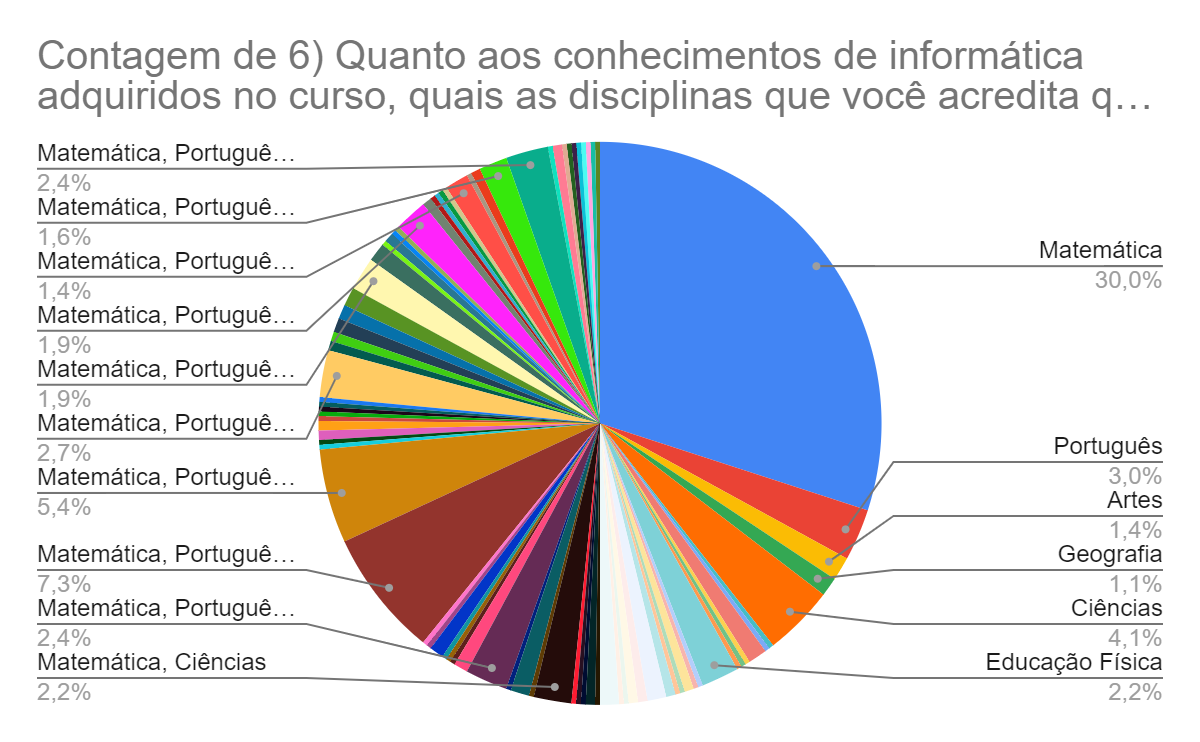 Contagem de 6) Quanto aos conhecimentos de informática
adquiridos no curso, quais as disciplinas que você acredita q…
Matemática, Portuguê…
2,4%
Matemática, Portuguê…
1,6%
Matemática, Portuguê…
1,4%
Matemática, Portuguê…
1,9%
Matemática, Portuguê…
1,9%
Matemática, Portuguê…
2,7%
Matemática, Portuguê…
5,4%
Matemática, Portuguê…
7,3%
Matemática, Portuguê…
2,4%
Matemática, Ciências
2,2%
Matemática
30,0%
Português
3,0%
Artes
1,4%
Geografia
1,1%
Ciências
4,1%
Educação Física
2,2%